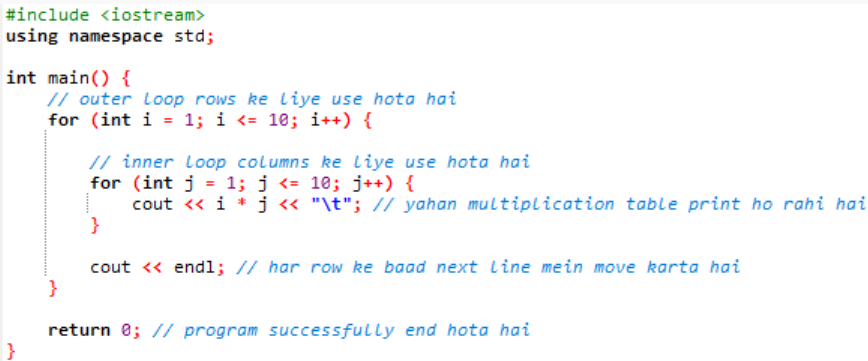 #include <iostream>
using namespace std;
int main() {
// outer loop rows ke liye use hota hai
for (int i = 1; i <= 10; i++) {
// inner loop columns ke liye use hota hai
for (int j = 1; j <= 10; j++) {
cout << i * j << "\t"; // yahan multiplication table print ho rahi hai
}
cout << endl; // har row ke baad next line mein move karta hai
}
return 0; // program successfully end hota hai
}